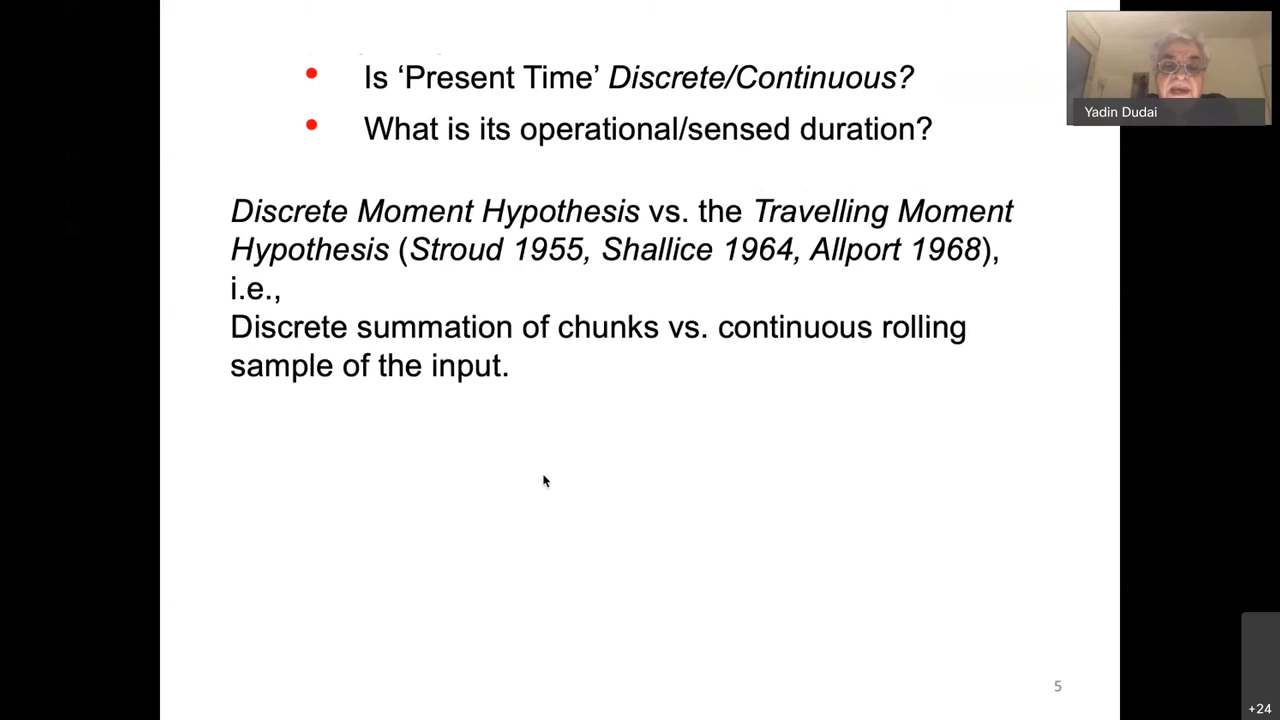 • Is ‘Present Time’ Discrete/Continuous?
• What is its operational/sensed duration?
Discrete Moment Hypothesis vs. the Travelling Moment
Hypothesis (Stroud 1955, Shallice 1964, Allport 1968),
i.e.,
Discrete summation of chunks vs. continuous rolling
sample of the input.
Yadin Dudai
5
+24